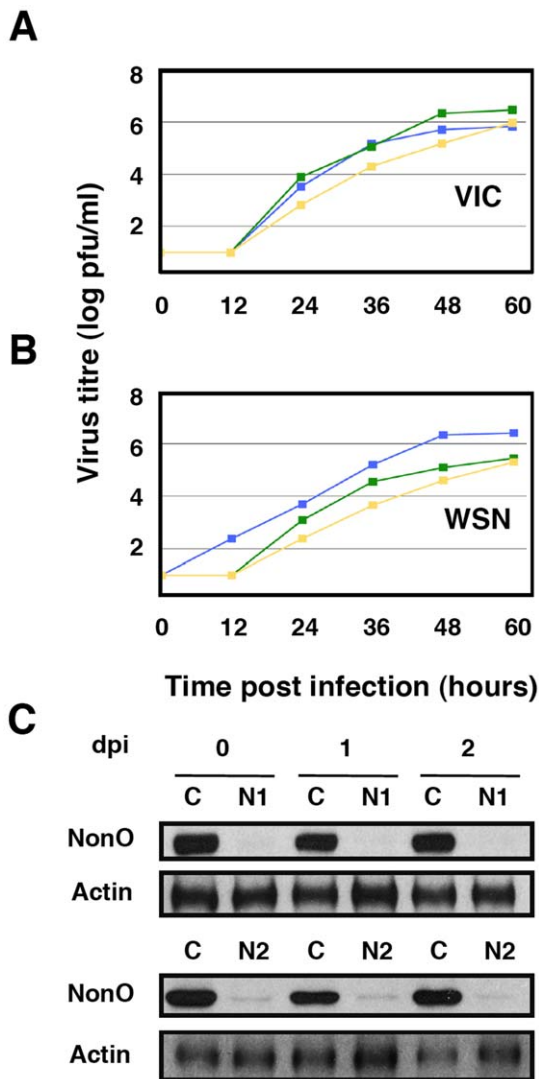 A
8
6
4
2
VIC
0 12 24 36 48 60
Virus titre (log pfu/ml)
B
8
6
4
2
WSN
0 12 24 36 48 60
Time post infection (hours)
C
dpi 0 1 2
C N1 C N1 C N1
NonO
Actin
C N2 C N2 C N2
NonO
Actin